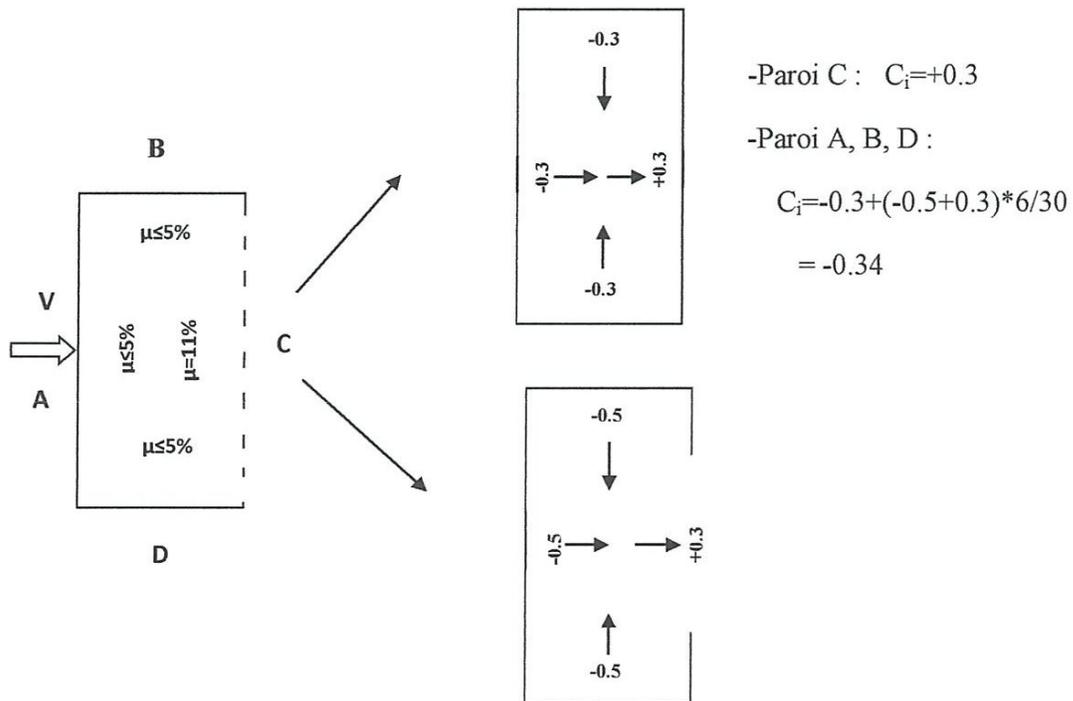 B
μ≤5%
V
μ≤5%
μ=11%
C
A
μ≤5%
D
-0.3
-0.3
+0.3
-0.3
-0.5
-0.5
+0.3
-0.5
-Paroi C : Cᵢ=+0.3
-Paroi A, B, D :
Cᵢ=-0.3+(-0.5+0.3)*6/30
= -0.34